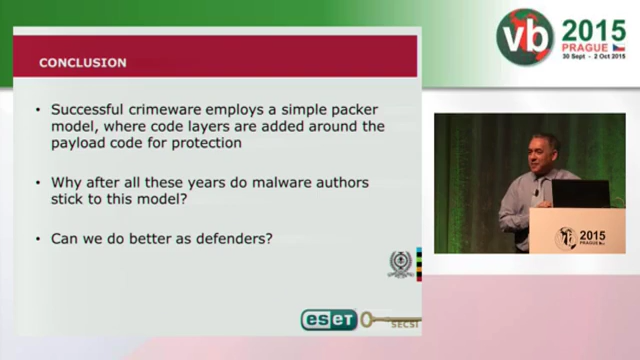 CONCLUSION
• Successful crimeware employs a simple packer
model, where code layers are added around the
payload code for protection
• Why after all these years do malware authors
stick to this model?
• Can we do better as defenders?
eseT
SECSI
vb
2015
PRAGUE
30 Sept - 2 Oct 2015
2015
PRAGUE